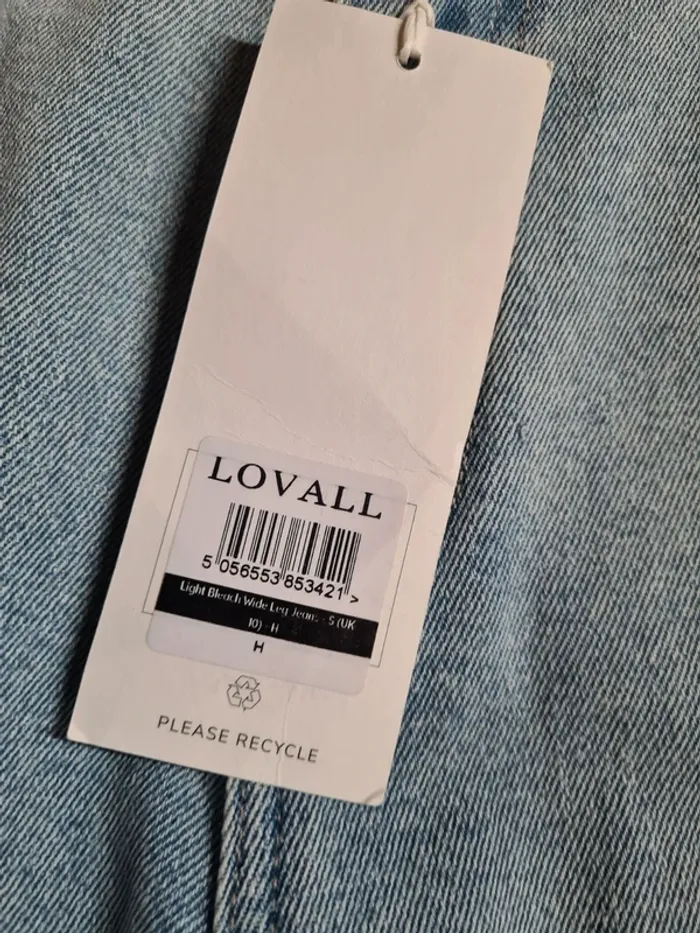 LOVALL
5 056553 853421 >
Light Bleach Wide Leg Jeans - S (UK
10) - H
H
PLEASE RECYCLE